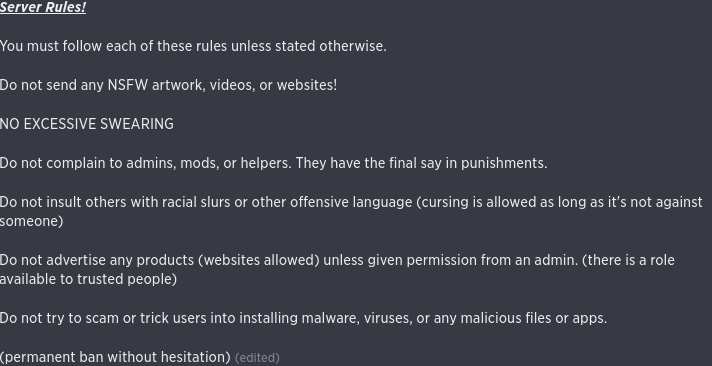 Server Rules!
You must follow each of these rules unless stated otherwise.
Do not send any NSFW artwork, videos, or websites!
NO EXCESSIVE SWEARING
Do not complain to admins, mods, or helpers. They have the final say in punishments.
Do not insult others with racial slurs or other offensive language (cursing is allowed as long as it's not against
someone)
Do not advertise any products (websites allowed) unless given permission from an admin. (there is a role
available to trusted people)
Do not try to scam or trick users into installing malware, viruses, or any malicious files or apps.
(permanent ban without hesitation) (edited)